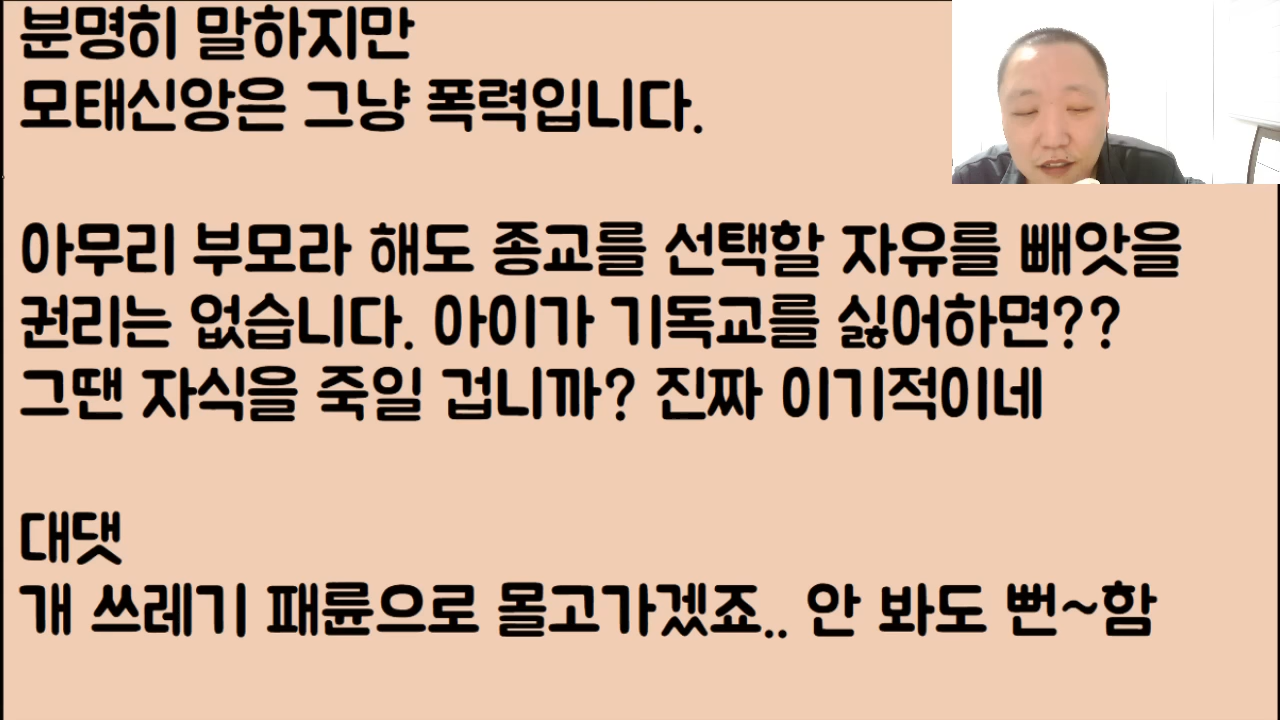 분명히 말하지만
모태신앙은 그냥 폭력입니다.
아무리 부모라 해도 종교를 선택할 자유를 빼앗을
권리는 없습니다. 아이가 기독교를 싫어하면??
그땐 자식을 죽일 겁니까? 진짜 이기적이네
대댓
개 쓰레기 패륜으로 몰고가겠죠.. 안 봐도 뻔~함